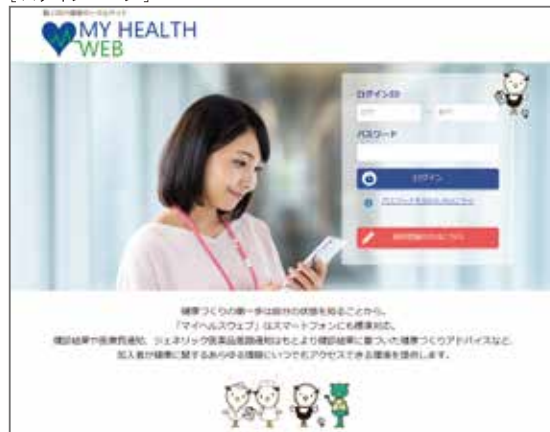 MY HEALTH
WEB
ログインID
パスワード
ログイン
健康づくりの第一歩は自分の状態を知ることから。
「マイヘルスウェブ」はスマートフォンにも標準対応。
健診結果や医療費通知、ジェネリック医薬品差額通知はもとより健診結果に基づいた健康づくりアドバイスなど、
加入者が健康に関するあらゆる情報にいつでもアクセスできる環境を提供します。